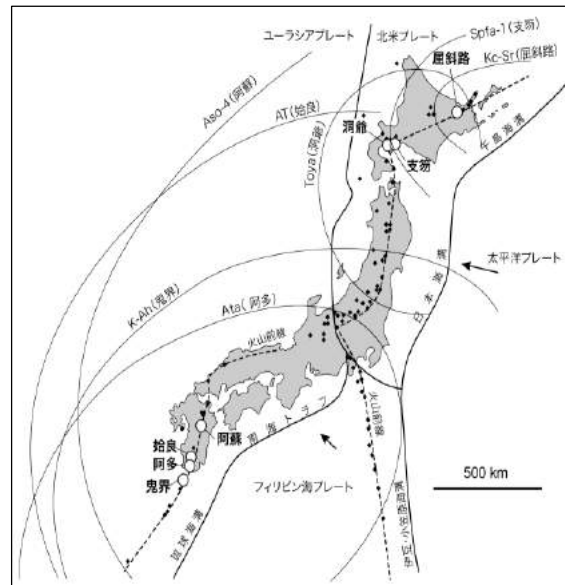 ユーラシアプレート
北米プレート
Spfa-1(支笏)
Kc-Sr(屈斜路)
屈斜路
Aso-4(阿蘇)
AT(姶良)
洞爺
Toya(洞爺)
支笏
千島海溝
太平洋プレート
K-Ah(鬼界)
Ata(阿多)
日本海溝
火山前線
火山前線
姶良
阿蘇
阿多
南海トラフ
鬼界
フィリピン海プレート
500 km
琉球海溝
伊豆・小笠原海溝